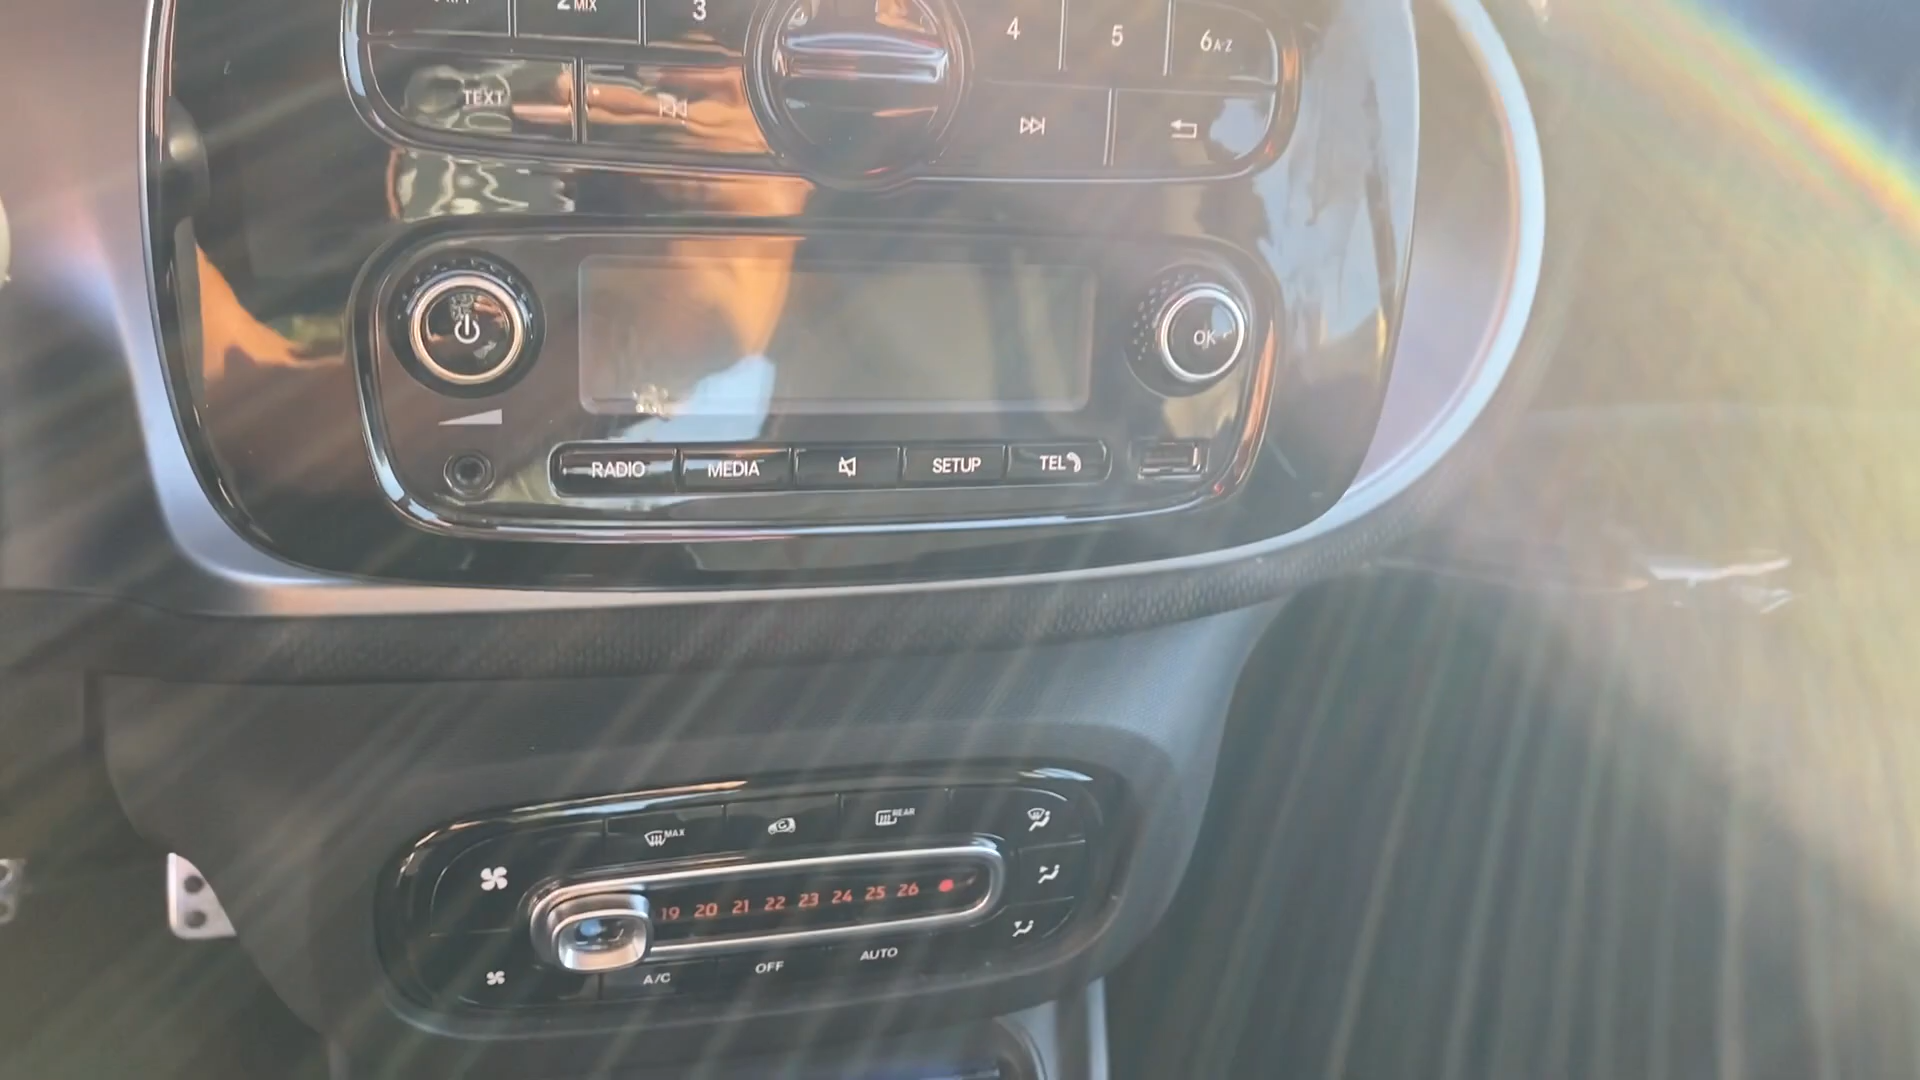 2 MIX 3 4 5 6 A-Z
TEXT
OK
RADIO MEDIA SETUP TEL
MAX REAR
19 20 21 22 23 24 25 26
A/C OFF AUTO